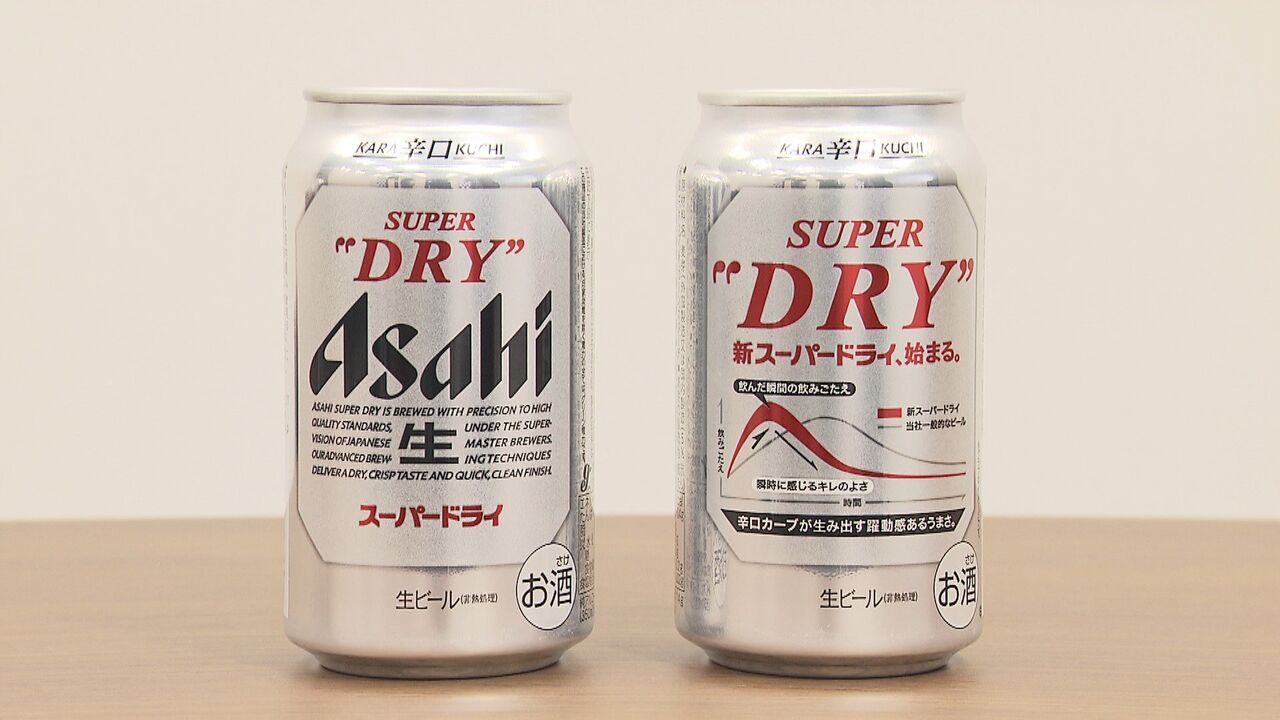 KARA 辛口 KUCHI
SUPER
“DRY”
Asahi
ASAHI SUPER DRY IS BREWED WITH PRECISION TO HIGH
QUALITY STANDARDS, UNDER THE SUPER-
VISION OF JAPANESE MASTER BREWERS.
OUR ADVANCED BREW- ING TECHNIQUES
DELIVER A DRY, CRISP TASTE AND QUICK, CLEAN FINISH.
生
スーパードライ
生ビール(非熱処理)
さけ
お酒
KARA 辛口 KUCHI
SUPER
“DRY”
新スーパードライ、始まる。
飲んだ瞬間の飲みごたえ
新スーパードライ
当社一般的なビール
飲みごたえ
瞬時に感じるキレのよさ
時間
辛口カーブが生み出す躍動感あるうまさ。
生ビール(非熱処理)
さけ
お酒